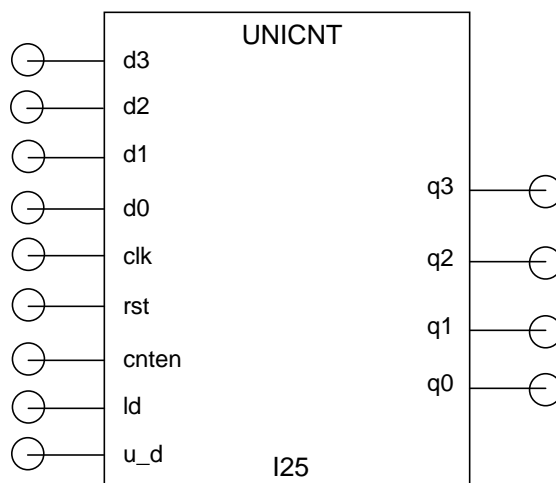 UNICNT
d3
d2
d1
d0
clk
rst
cnten
ld
u_d
q3
q2
q1
q0
I25